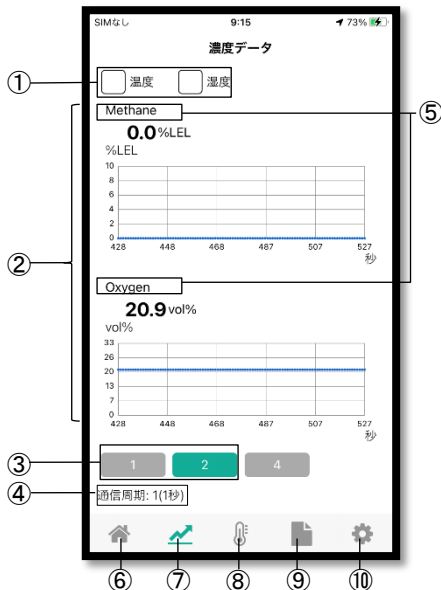 SIMなし 9:15 73%
濃度データ
① 温度 湿度
Methane ⑤
0.0%LEL
%LEL
10
8
6
4
2
0
428 448 468 487 507 527
秒
②
Oxygen
20.9vol%
vol%
33
26
20
13
7
0
428 448 468 487 507 527
秒
③ 1 2 4
④ 通信周期: 1(1秒)
⑥ ⑦ ⑧ ⑨ ⑩